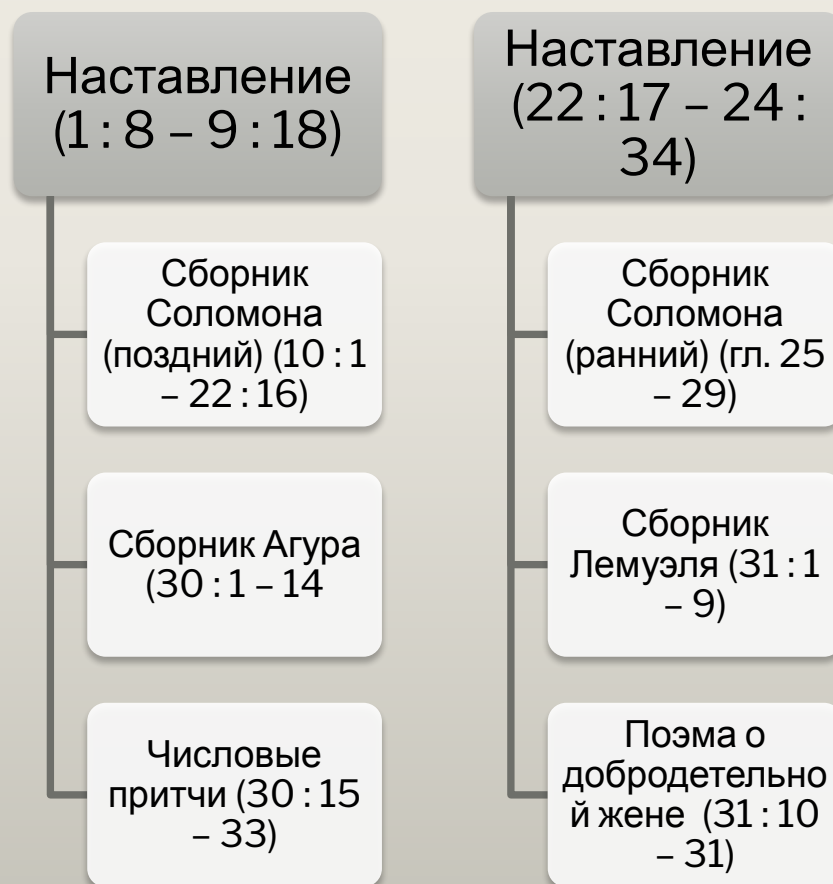 Наставление
(1 : 8 – 9 : 18)
Сборник
Соломона
(поздний) (10 : 1
– 22 : 16)
Сборник Агура
(30 : 1 – 14
Числовые
притчи (30 : 15
– 33)
Наставление
(22 : 17 – 24 :
34)
Сборник
Соломона
(ранний) (гл. 25
– 29)
Сборник
Лемуэля (31 : 1
– 9)
Поэма о
добродетельно
й жене (31 : 10
– 31)